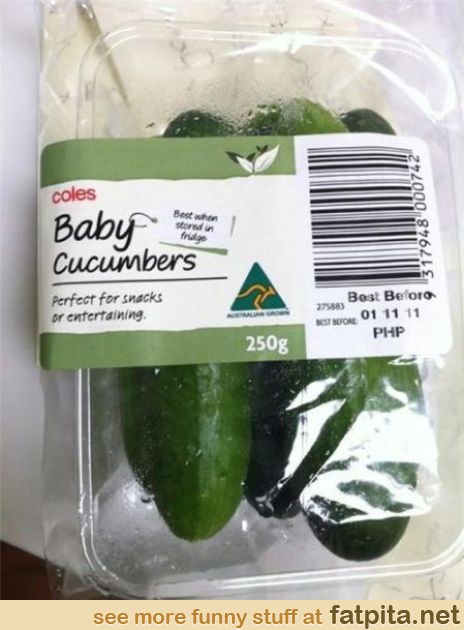 coles
Baby
Cucumbers
Best when
stored in
fridge
Perfect for snacks
or entertaining.
AUSTRALIAN GROWN
250g
9 317948 000742
275883
Best Before
BEST BEFORE:
01 11 11
PHP
see more funny stuff at fatpita.net